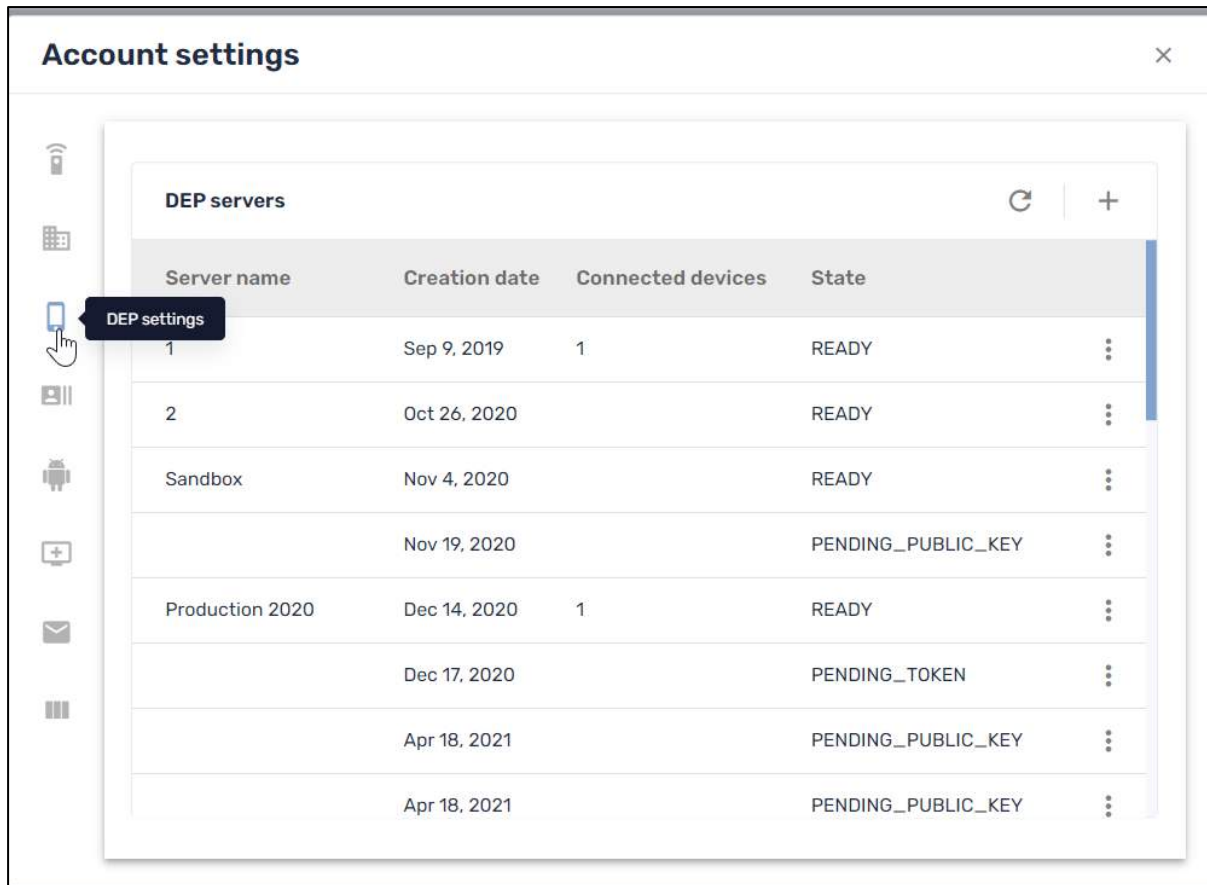 Account settings
DEP servers
Server name Creation date Connected devices State
DEP settings
1 Sep 9, 2019 1 READY
2 Oct 26, 2020 READY
Sandbox Nov 4, 2020 READY
Nov 19, 2020 PENDING_PUBLIC_KEY
Production 2020 Dec 14, 2020 1 READY
Dec 17, 2020 PENDING_TOKEN
Apr 18, 2021 PENDING_PUBLIC_KEY
Apr 18, 2021 PENDING_PUBLIC_KEY